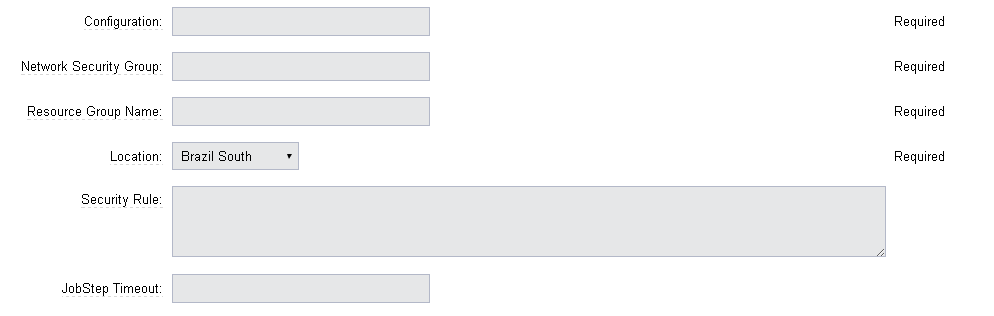 Configuration: Required
Network Security Group: Required
Resource Group Name: Required
Location: Brazil South Required
Security Rule:
JobStep Timeout: